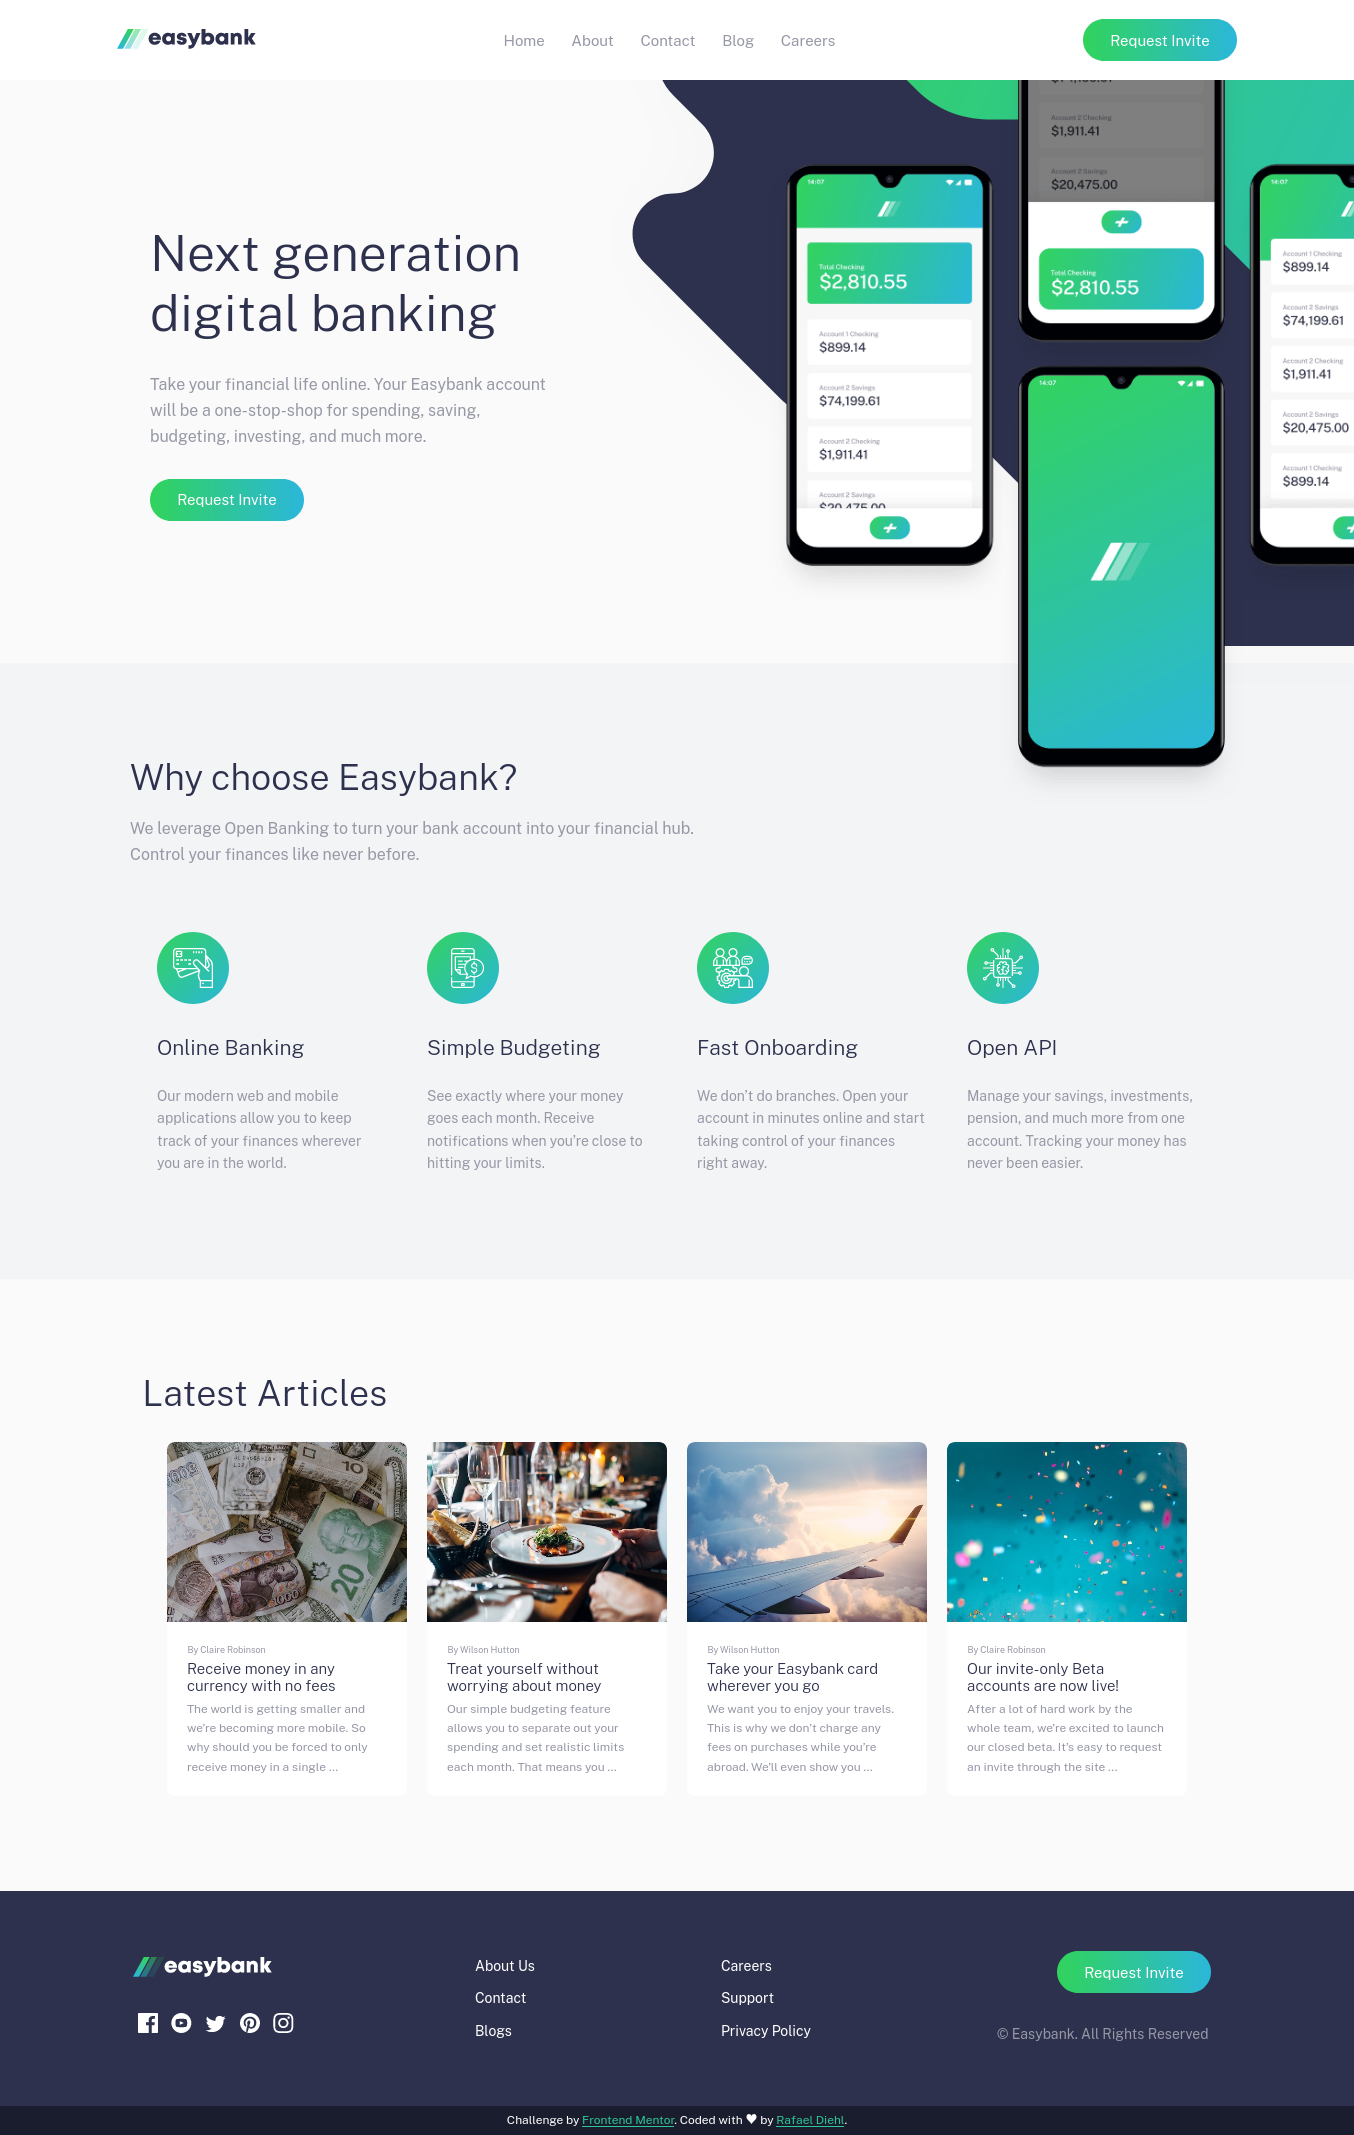 easybank
Home About Contact Blog Careers
Request Invite
Next generation
digital banking
Take your financial life online. Your Easybank account
will be a one-stop-shop for spending, saving,
budgeting, investing, and much more.
Request Invite
14:07
Total Checking
$2,810.55
Account 1 Checking
$899.14
Account 2 Savings
$74,199.61
Account 2 Checking
$1,911.41
Account 2 Savings
$20,475.00
Account 2 Checking
$1,911.41
Account 2 Savings
$20,475.00
Total Checking
$2,810.55
14:07
14:07
Account 1 Checking
$899.14
Account 2 Savings
$74,199.61
Account 2 Checking
$1,911.41
Account 2 Savings
$20,475.00
Account 1 Checking
$899.14
Why choose Easybank?
We leverage Open Banking to turn your bank account into your financial hub.
Control your finances like never before.
Online Banking
Our modern web and mobile
applications allow you to keep
track of your finances wherever
you are in the world.
Simple Budgeting
See exactly where your money
goes each month. Receive
notifications when you're close to
hitting your limits.
Fast Onboarding
We don't do branches. Open your
account in minutes online and start
taking control of your finances
right away.
Open API
Manage your savings, investments,
pension, and much more from one
account. Tracking your money has
never been easier.
Latest Articles
10
20
By Claire Robinson
Receive money in any
currency with no fees
The world is getting smaller and
we're becoming more mobile. So
why should you be forced to only
receive money in a single ...
By Wilson Hutton
Treat yourself without
worrying about money
Our simple budgeting feature
allows you to separate out your
spending and set realistic limits
each month. That means you ...
By Wilson Hutton
Take your Easybank card
wherever you go
We want you to enjoy your travels.
This is why we don't charge any
fees on purchases while you're
abroad. We'll even show you ...
By Claire Robinson
Our invite-only Beta
accounts are now live!
After a lot of hard work by the
whole team, we're excited to launch
our closed beta. It's easy to request
an invite through the site ...
easybank
About Us
Contact
Blogs
Careers
Support
Privacy Policy
Request Invite
© Easybank. All Rights Reserved
Challenge by Frontend Mentor. Coded with ♥ by Rafael Diehl.